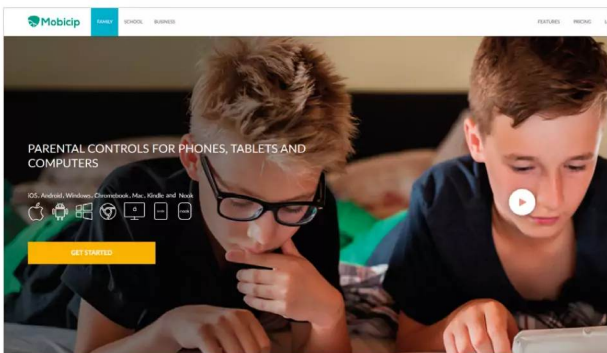 Mobicip
FAMILY
SCHOOL
BUSINESS
FEATURES
PRICING
PARENTAL CONTROLS FOR PHONES, TABLETS AND
COMPUTERS
iOS, Android, Windows, Chromebook, Mac, Kindle and Nook
GET STARTED